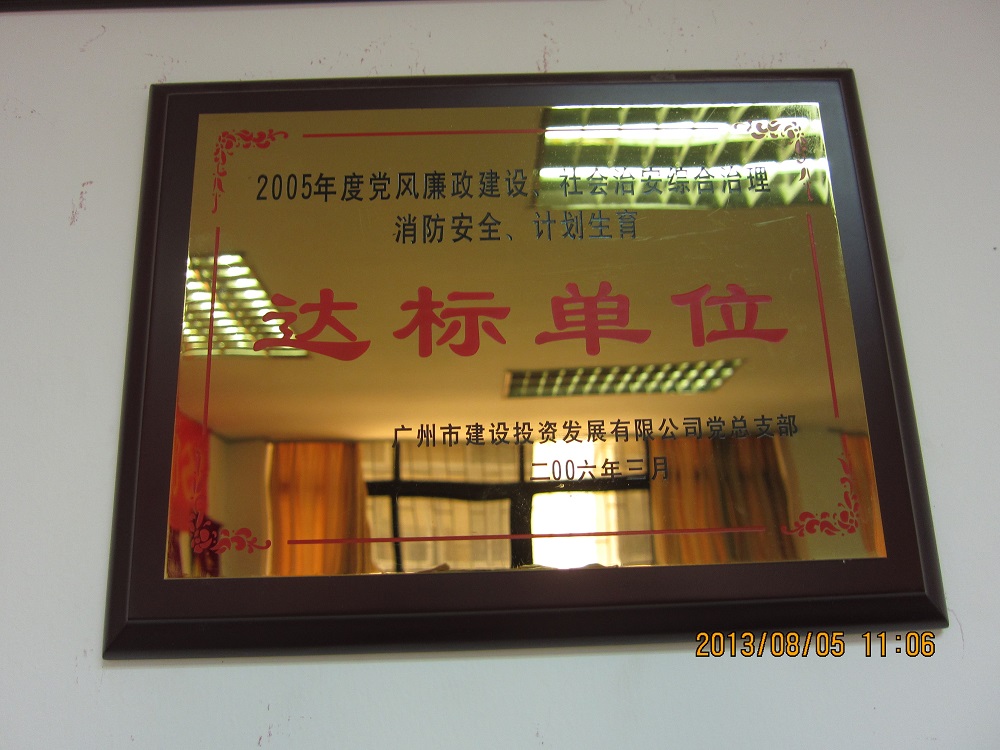 2005年度党风廉政建设、社会治安综合治理
消防安全、计划生育
达标单位
广州市建设投资发展有限公司党总支部
二00六年三月
2013/08/05 11:06